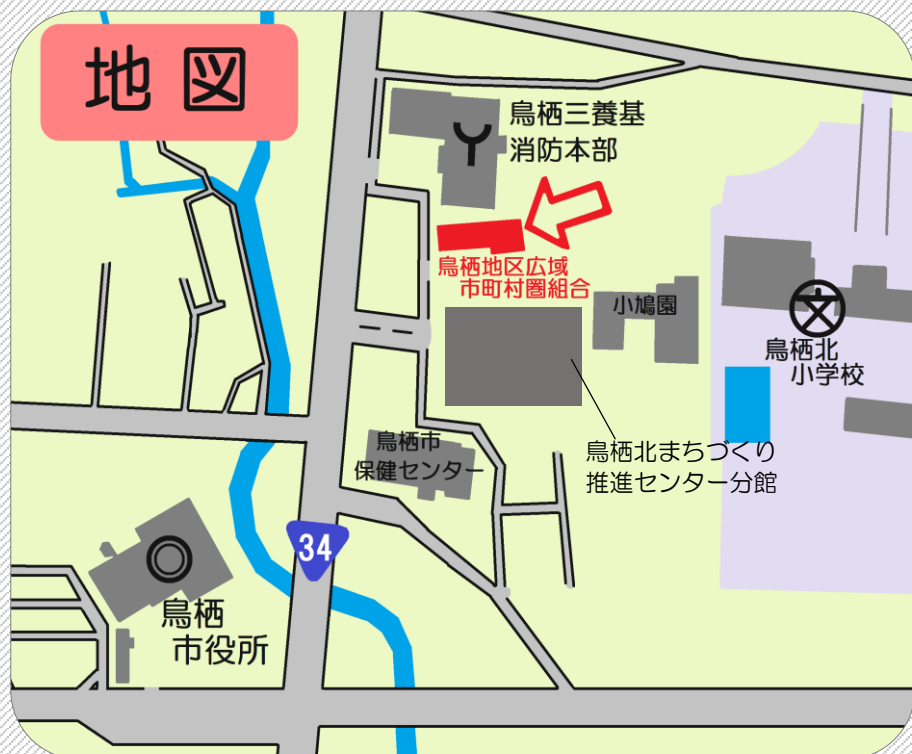 地図
鳥栖三養基
消防本部
鳥栖地区広域
市町村圏組合
小鳩園
鳥栖北
小学校
鳥栖市
保健センター
鳥栖北まちづくり
推進センター分館
34
鳥栖
市役所